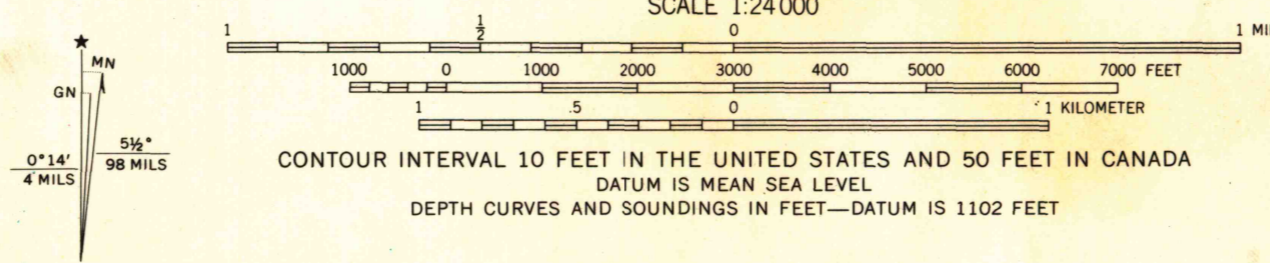 SCALE 1:24000
1 ½ 0 1 MI
1000 0 1000 2000 3000 4000 5000 6000 7000 FEET
1 .5 0 1 KILOMETER
★
MN
GN
5½°
98 MILS
0°14'
4 MILS
CONTOUR INTERVAL 10 FEET IN THE UNITED STATES AND 50 FEET IN CANADA
DATUM IS MEAN SEA LEVEL
DEPTH CURVES AND SOUNDINGS IN FEET—DATUM IS 1102 FEET